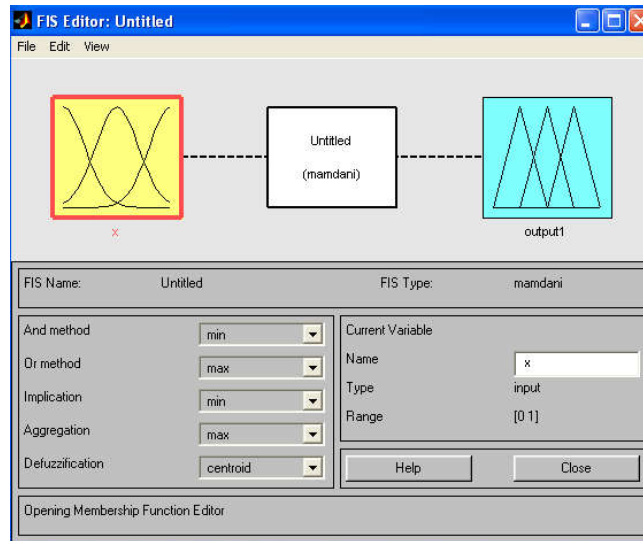 FIS Editor: Untitled
File Edit View
Untitled
(mamdani)
x
output1
FIS Name: Untitled FIS Type: mamdani
And method min
Or method max
Implication min
Aggregation max
Defuzzification centroid
Current Variable
Name x
Type input
Range [0 1]
Help Close
Opening Membership Function Editor